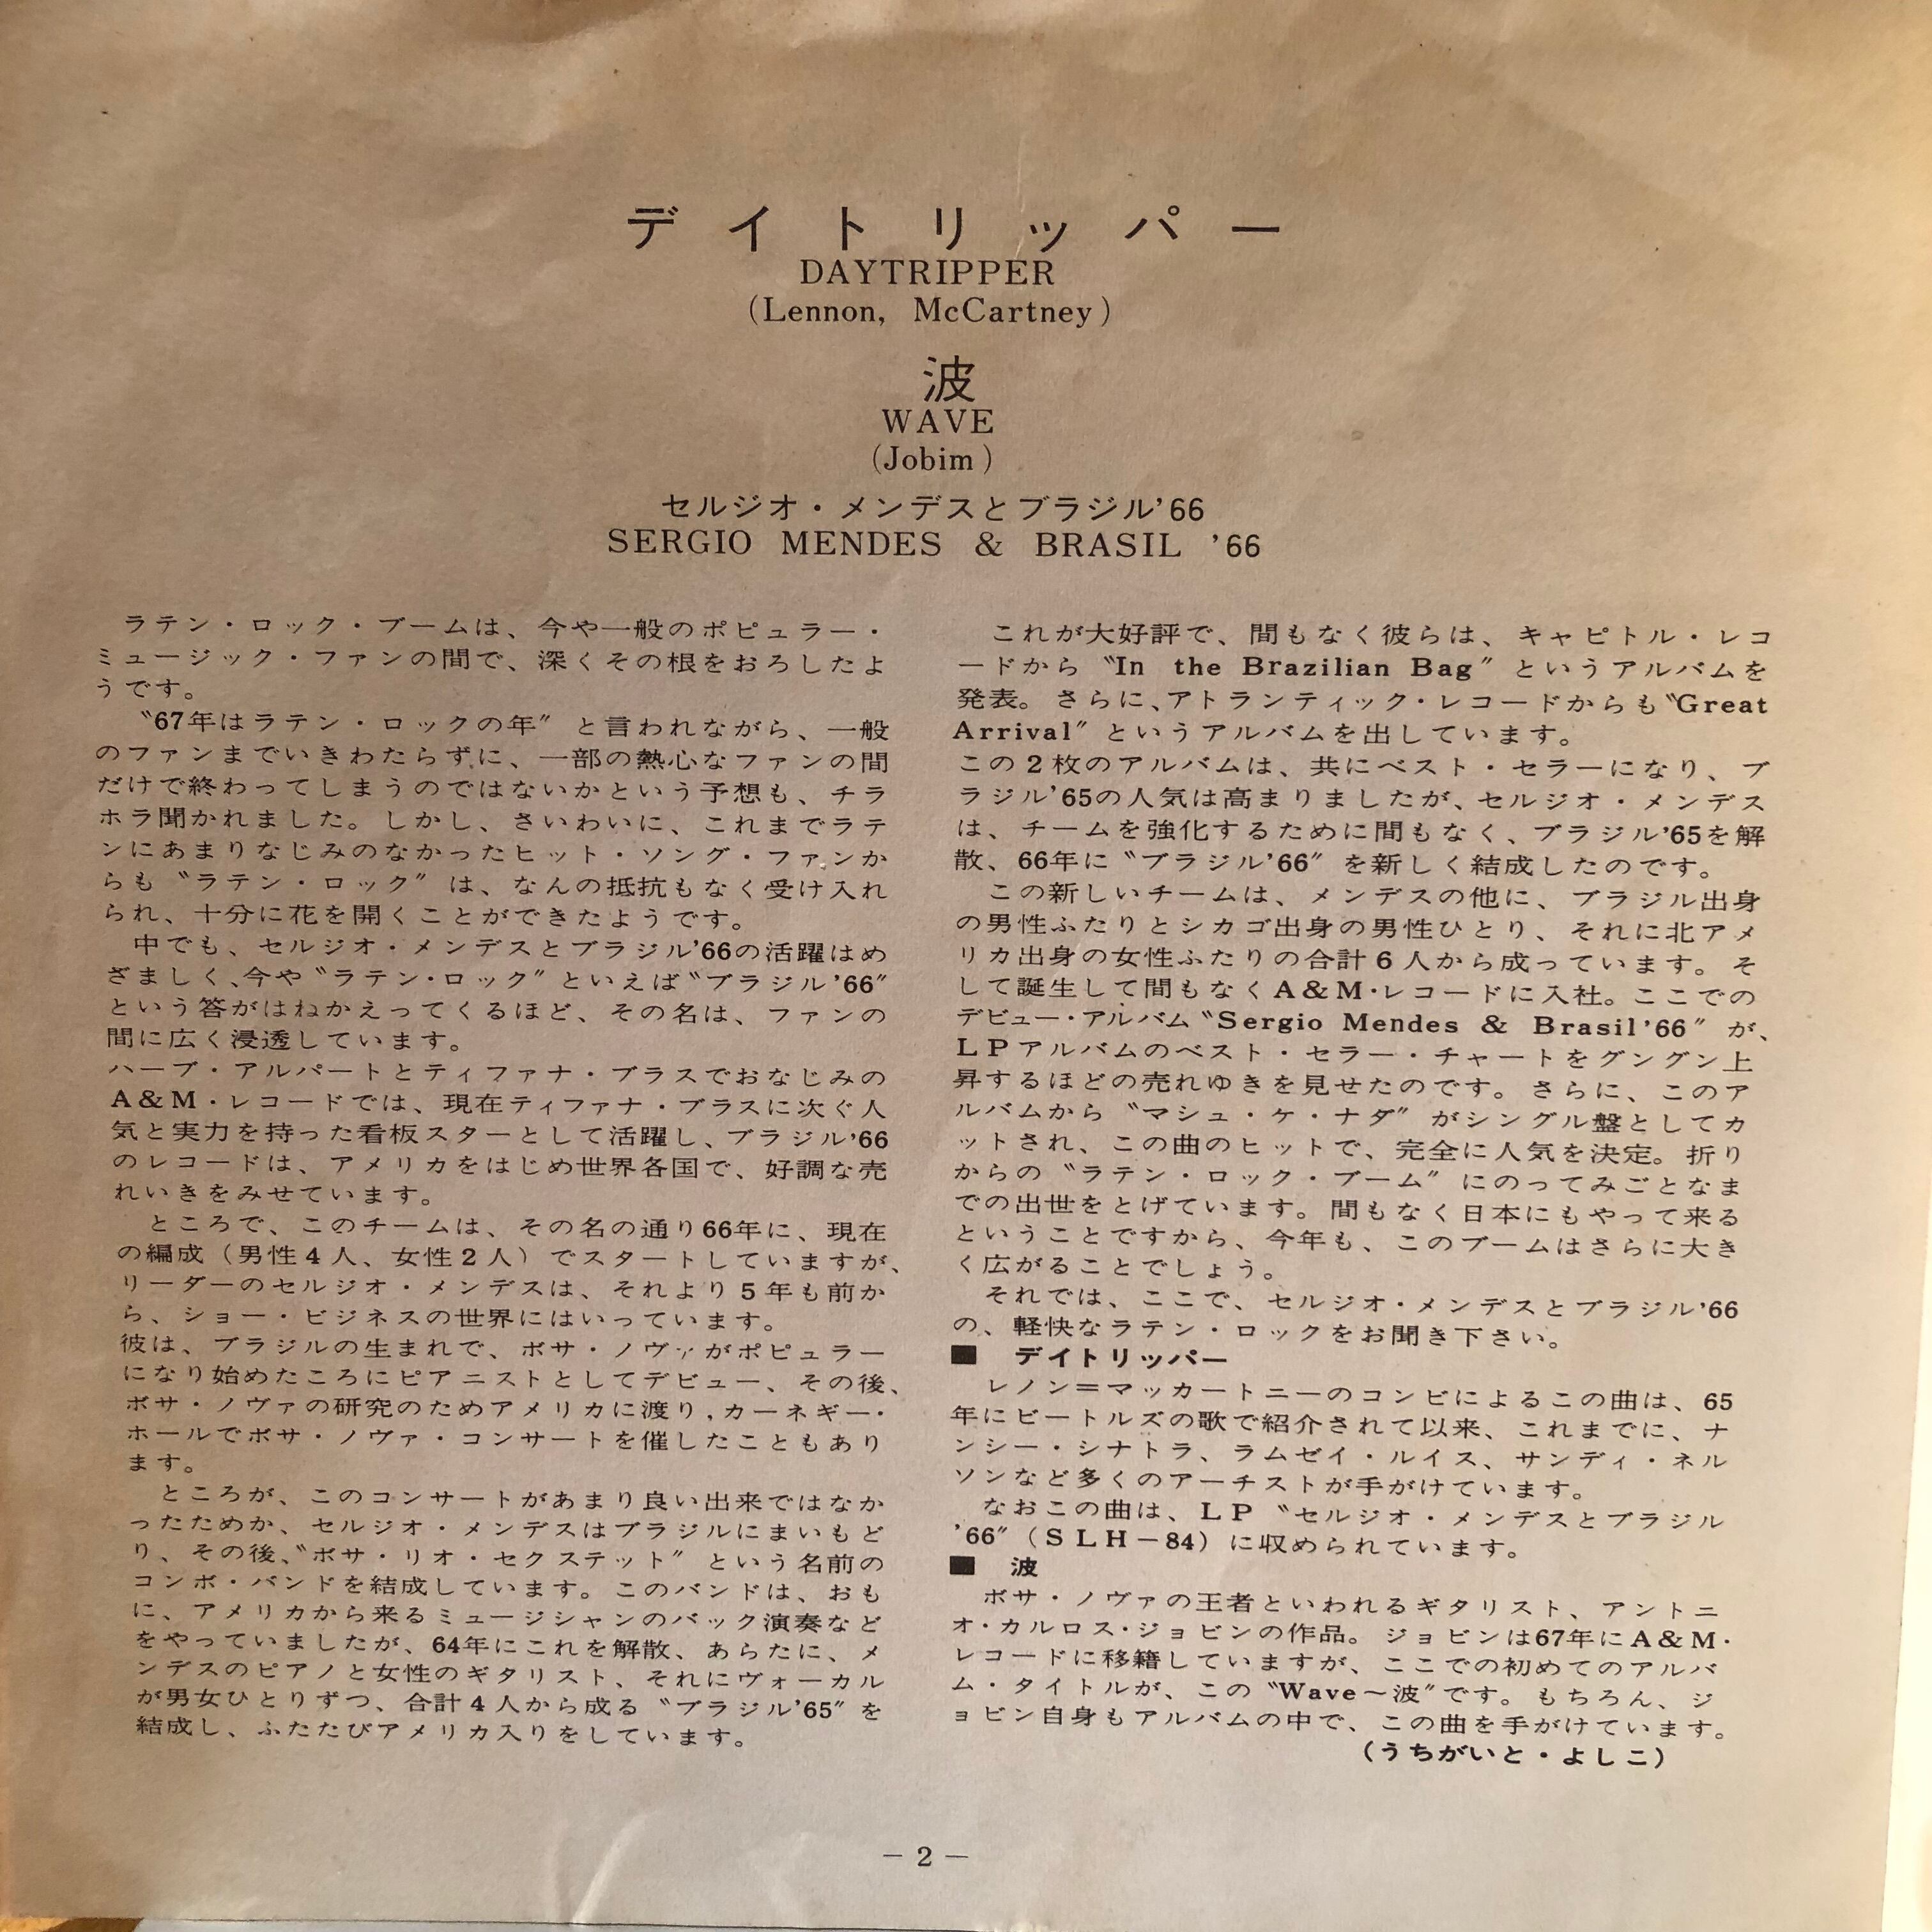 デイトリッパー
DAYTRIPPER
(Lennon, McCartney)
波
WAVE
(Jobim)
セルジオ・メンデスとブラジル'66
SERGIO MENDES & BRASIL '66
ラテン・ロック・ブームは、今や一般のポピュラー・
ミュージック・ファンの間で、深くその根をおろしたよ
うです。
〝67年はラテン・ロックの年〟と言われながら、一般
のファンまでいきわたらずに、一部の熱心なファンの間
だけで終わってしまうのではないかという予想も、チラ
ホラ聞かれました。しかし、さいわいに、これまでラテ
ンにあまりなじみのなかったヒット・ソング・ファンか
らも〝ラテン・ロック〟は、なんの抵抗もなく受け入れ
られ、十分に花を開くことができたようです。
中でも、セルジオ・メンデスとブラジル'66の活躍はめ
ざましく、今や〝ラテン・ロック〟といえば〝ブラジル'66〟
という答がはねかえってくるほど、その名は、ファンの
間に広く浸透しています。
ハーブ・アルパートとティファナ・ブラスでおなじみの
A&M・レコードでは、現在ティファナ・ブラスに次ぐ人
気と実力を持った看板スターとして活躍し、ブラジル'66
のレコードは、アメリカをはじめ世界各国で、好調な売
れいきをみせています。
ところで、このチームは、その名の通り66年に、現在
の編成（男性4人、女性2人）でスタートしていますが、
リーダーのセルジオ・メンデスは、それより5年も前か
ら、ショー・ビジネスの世界にはいっています。
彼は、ブラジルの生まれで、ボサ・ノヴァがポピュラー
になり始めたころにピアニストとしてデビュー、その後、
ボサ・ノヴァの研究のためアメリカに渡り，カーネギー・
ホールでボサ・ノヴァ・コンサートを催したこともあり
ます。
ところが、このコンサートがあまり良い出来ではなか
ったためか、セルジオ・メンデスはブラジルにまいもど
り、その後、〝ボサ・リオ・セクステット〟という名前の
コンボ・バンドを結成しています。このバンドは、おも
に、アメリカから来るミュージシャンのバック演奏など
をやっていましたが、64年にこれを解散、あらたに、メ
ンデスのピアノと女性のギタリスト、それにヴォーカル
が男女ひとりずつ、合計4人から成る〝ブラジル'65〟を
結成し、ふたたびアメリカ入りをしています。
これが大好評で、間もなく彼らは、キャピトル・レコ
ードから〝In the Brazilian Bag〟というアルバムを
発表。さらに、アトランティック・レコードからも〝Great
Arrival〟というアルバムを出しています。
この2枚のアルバムは、共にベスト・セラーになり、ブ
ラジル'65の人気は高まりましたが、セルジオ・メンデス
は、チームを強化するために間もなく、ブラジル'65を解
散、66年に〝ブラジル'66〟を新しく結成したのです。
この新しいチームは、メンデスの他に、ブラジル出身
の男性ふたりとシカゴ出身の男性ひとり、それに北アメ
リカ出身の女性ふたりの合計6人から成っています。そ
して誕生して間もなくA&M・レコードに入社。ここでの
デビュー・アルバム〝Sergio Mendes & Brasil'66〟が、
LPアルバムのベスト・セラー・チャートをグングン上
昇するほどの売れゆきを見せたのです。さらに、このア
ルバムから〝マシュ・ケ・ナダ〟がシングル盤としてカ
ットされ、この曲のヒットで、完全に人気を決定。折り
からの〝ラテン・ロック・ブーム〟にのってみごとなま
での出世をとげています。間もなく日本にもやって来る
ということですから、今年も、このブームはさらに大き
く広がることでしょう。
それでは、ここで、セルジオ・メンデスとブラジル'66
の、軽快なラテン・ロックをお聞き下さい。
■ デイトリッパー
レノン=マッカートニーのコンビによるこの曲は、65
年にビートルズの歌で紹介されて以来、これまでに、ナ
ンシー・シナトラ、ラムゼイ・ルイス、サンディ・ネル
ソンなど多くのアーチストが手がけています。
なおこの曲は、LP〝セルジオ・メンデスとブラジル
'66〟（SLH－84）に収められています。
■ 波
ボサ・ノヴァの王者といわれるギタリスト、アントニ
オ・カルロス・ジョビンの作品。ジョビンは67年にA&M・
レコードに移籍していますが、ここでの初めてのアルバ
ム・タイトルが、この〝Wave～波〟です。もちろん、ジ
ョビン自身もアルバムの中で、この曲を手がけています。
（うちがいと・よしこ）
－2－